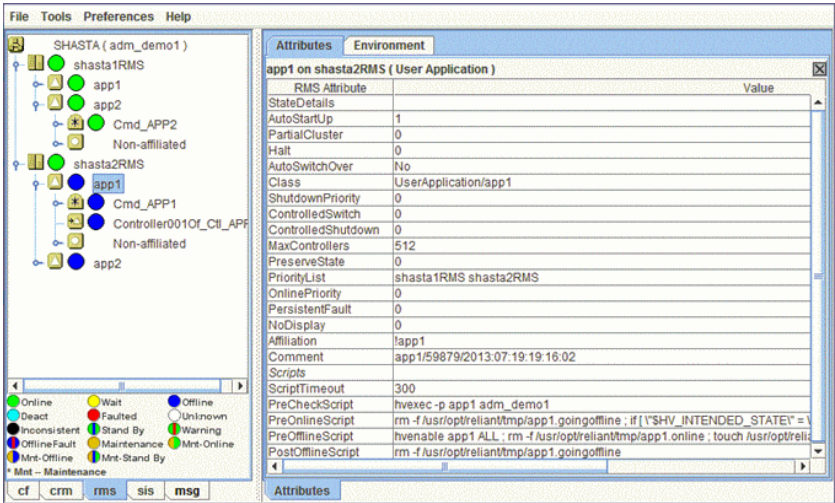 File Tools Preferences Help
SHASTA ( adm_demo1 )
shasta1RMS
app1
app2
Cmd_APP2
Non-affiliated
shasta2RMS
app1
Cmd_APP1
Controller001Of_Ctl_APP
Non-affiliated
app2
Online Wait Offline
Deact Faulted Unknown
Inconsistent Stand By Warning
OfflineFault Maintenance Mnt-Online
Mnt-Offline Mnt-Stand By
* Mnt -- Maintenance
cf crm rms sis msg
Attributes Environment
app1 on shasta2RMS ( User Application )
RMS Attribute Value
StateDetails
AutoStartUp 1
PartialCluster 0
Halt 0
AutoSwitchOver No
Class UserApplication/app1
ShutdownPriority 0
ControlledSwitch 0
ControlledShutdown 0
MaxControllers 512
PreserveState 0
PriorityList shasta1RMS shasta2RMS
OnlinePriority 0
PersistentFault 0
NoDisplay 0
Affiliation !app1
Comment app1/59879/2013:07:19:19:16:02
Scripts
ScriptTimeout 300
PreCheckScript hvexec -p app1 adm_demo1
PreOnlineScript rm -f /usr/opt/reliant/tmp/app1.goingoffline ; if [ \"$HV_INTENDED_STATE\" = \
PreOfflineScript hvenable app1 ALL ; rm -f /usr/opt/reliant/tmp/app1.online ; touch /usr/opt/relia
PostOfflineScript rm -f /usr/opt/reliant/tmp/app1.goingoffline
Attributes